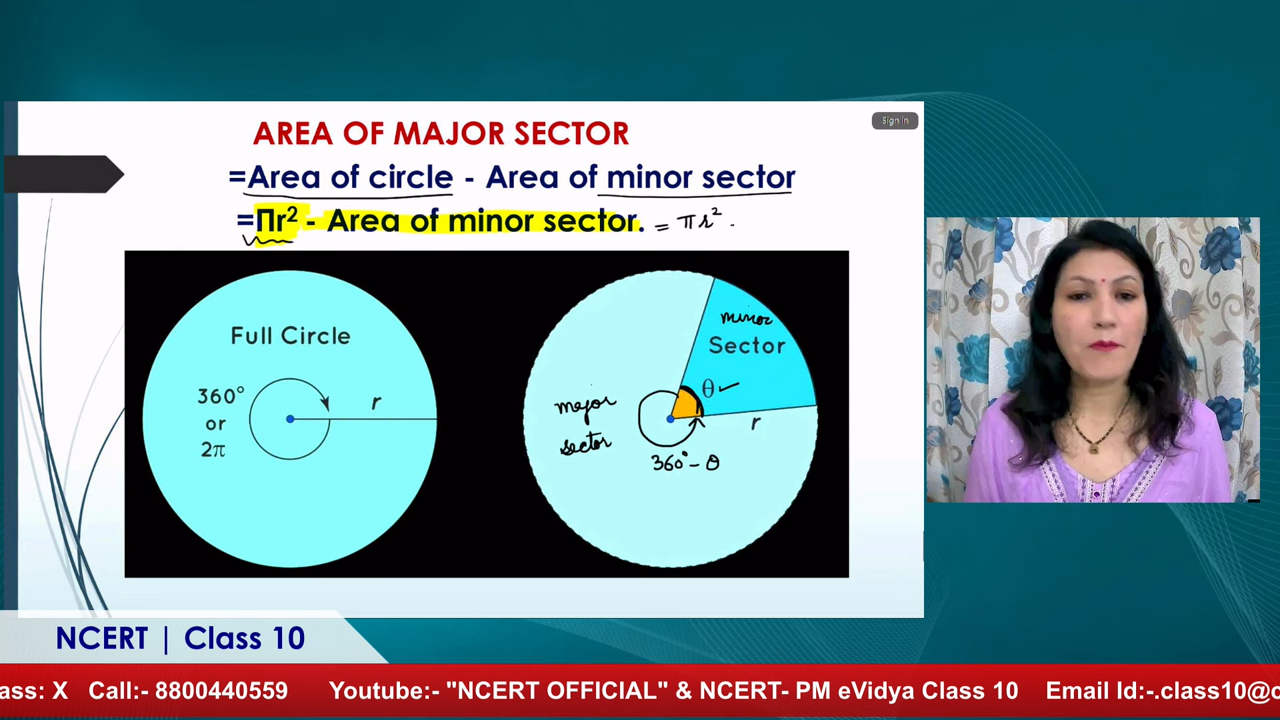 Sign in
AREA OF MAJOR SECTOR
=Area of circle - Area of minor sector
=Πr² - Area of minor sector. = πr² -
Full Circle
360°
or
2π
r
minor
Sector
θ ✓
r
major
sector
360° - θ
NCERT | Class 10
ass: X Call:- 8800440559 Youtube:- "NCERT OFFICIAL" & NCERT- PM eVidya Class 10 Email Id:-.class10@c